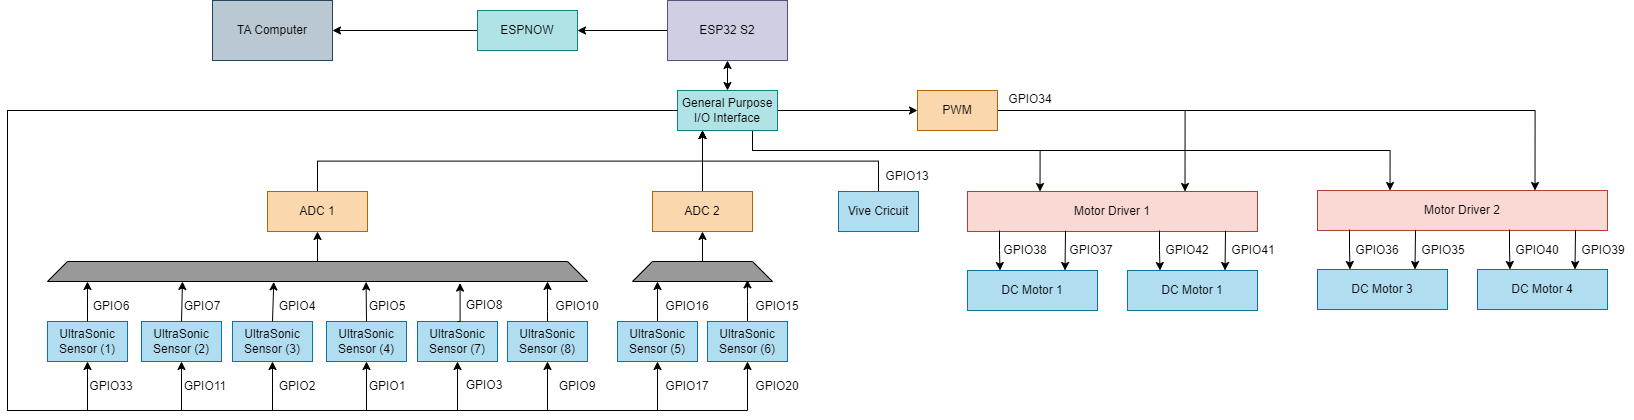 TA Computer
ESPNOW
ESP32 S2
General Purpose
I/O Interface
PWM
GPIO34
GPIO13
ADC 1
ADC 2
Vive Cricuit
Motor Driver 1
Motor Driver 2
GPIO38
GPIO37
GPIO42
GPIO41
GPIO36
GPIO35
GPIO40
GPIO39
DC Motor 1
DC Motor 1
DC Motor 3
DC Motor 4
GPIO6
GPIO7
GPIO4
GPIO5
GPIO8
GPIO10
GPIO16
GPIO15
UltraSonic
Sensor (1)
UltraSonic
Sensor (2)
UltraSonic
Sensor (3)
UltraSonic
Sensor (4)
UltraSonic
Sensor (7)
UltraSonic
Sensor (8)
UltraSonic
Sensor (5)
UltraSonic
Sensor (6)
GPIO33
GPIO11
GPIO2
GPIO1
GPIO3
GPIO9
GPIO17
GPIO20